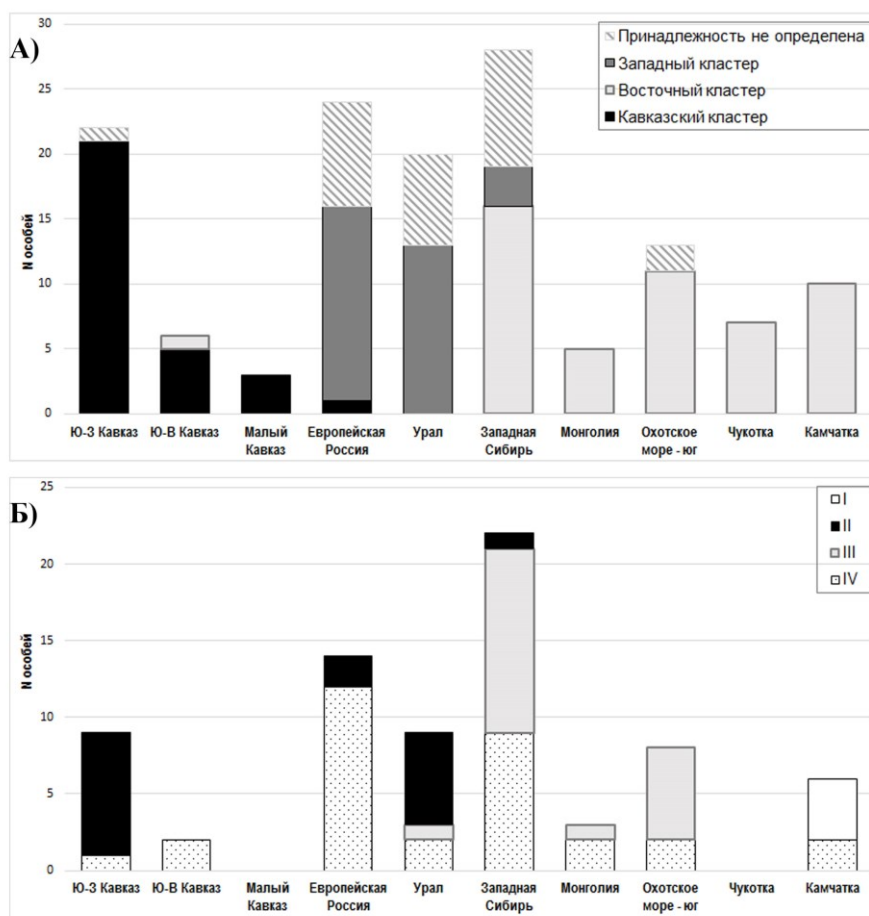 А)
N особей
30
25
20
15
10
5
0
Принадлежность не определена
Западный кластер
Восточный кластер
Кавказский кластер
Ю-З Кавказ
Ю-В Кавказ
Малый
Кавказ
Европейская
Россия
Урал
Западная
Сибирь
Монголия
Охотское
море - юг
Чукотка
Камчатка
Б)
N особей
25
20
15
10
5
0
I
II
III
IV
Ю-З Кавказ
Ю-В Кавказ
Малый
Кавказ
Европейская
Россия
Урал
Западная
Сибирь
Монголия
Охотское
море - юг
Чукотка
Камчатка